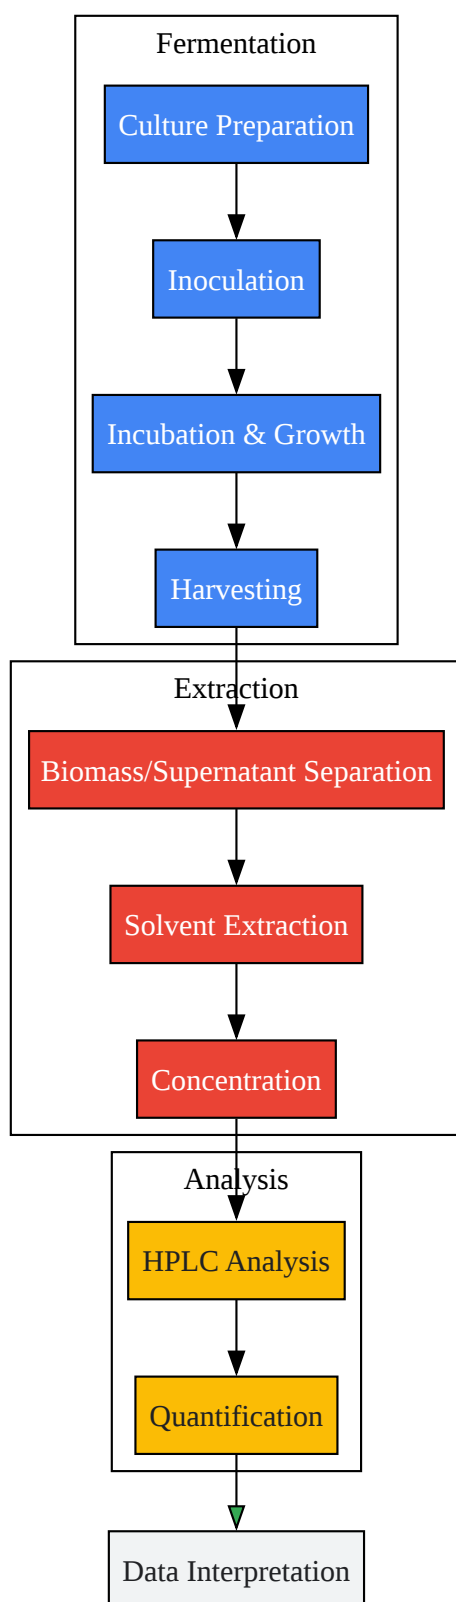 Fermentation
Culture Preparation
Inoculation
Incubation & Growth
Harvesting
Extraction
Biomass/Supernatant Separation
Solvent Extraction
Concentration
Analysis
HPLC Analysis
Quantification
Data Interpretation